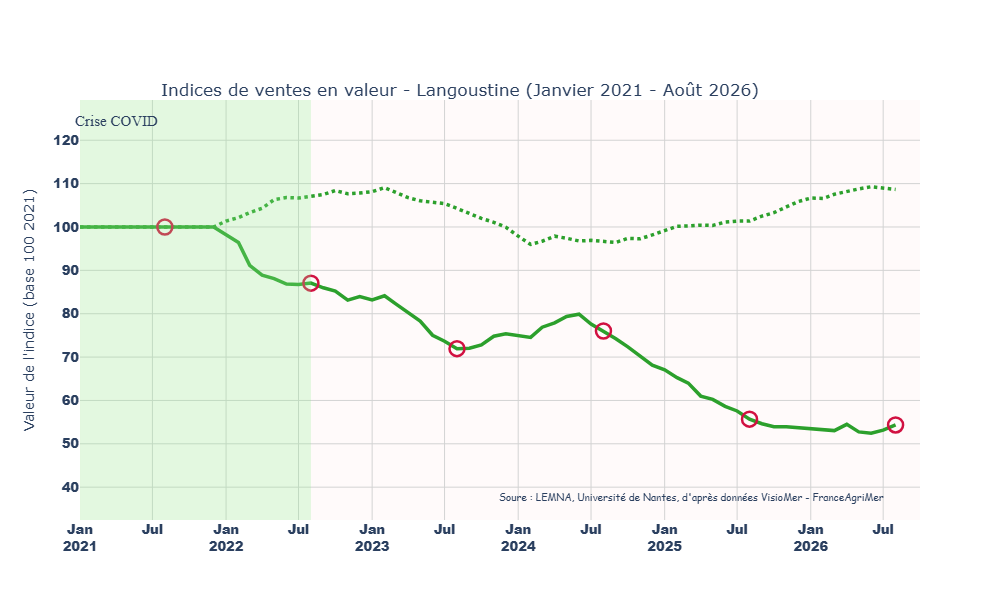 Indices de ventes en valeur - Langoustine (Janvier 2021 - Août 2026)
Crise COVID
Valeur de l'indice (base 100 2021)
120
110
100
90
80
70
60
50
40
Soure : LEMNA, Université de Nantes, d'après données VisioMer - FranceAgriMer
Jan Jul Jan Jul Jan Jul Jan Jul Jan Jul Jan Jul
2021 2022 2023 2024 2025 2026